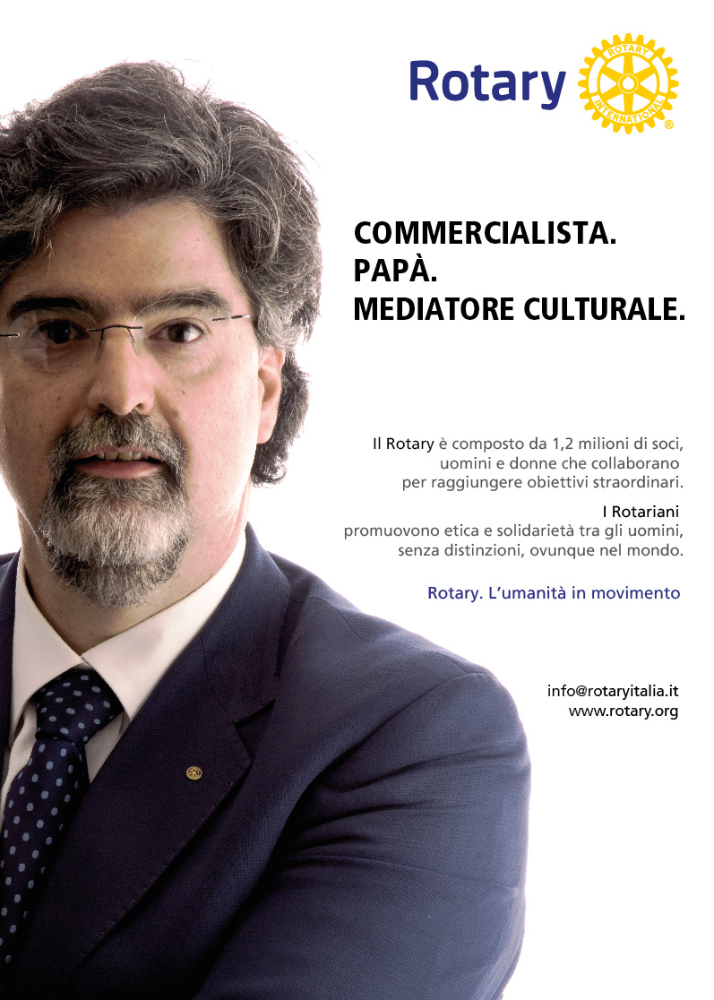 Rotary
ROTARY
INTERNATIONAL
®
COMMERCIALISTA.
PAPÀ.
MEDIATORE CULTURALE.
Il Rotary è composto da 1,2 milioni di soci,
uomini e donne che collaborano
per raggiungere obiettivi straordinari.
I Rotariani
promuovono etica e solidarietà tra gli uomini,
senza distinzioni, ovunque nel mondo.
Rotary. L’umanità in movimento
info@rotaryitalia.it
www.rotary.org